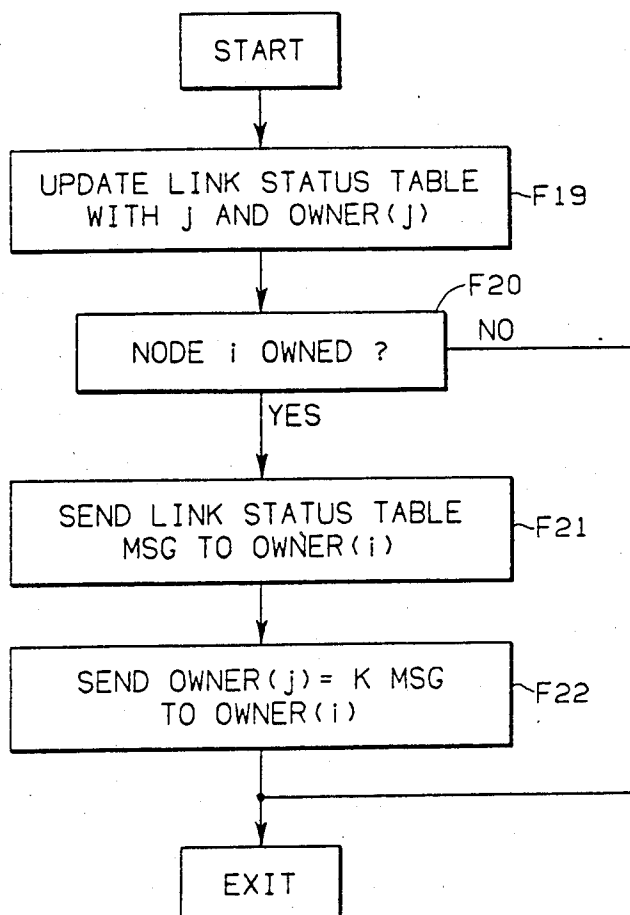 START
UPDATE LINK STATUS TABLE
WITH j AND OWNER(j)
F19
F20
NODE i OWNED ?
NO
YES
SEND LINK STATUS TABLE
MSG TO OWNER(i)
F21
SEND OWNER(j)= K MSG
TO OWNER(i)
F22
EXIT